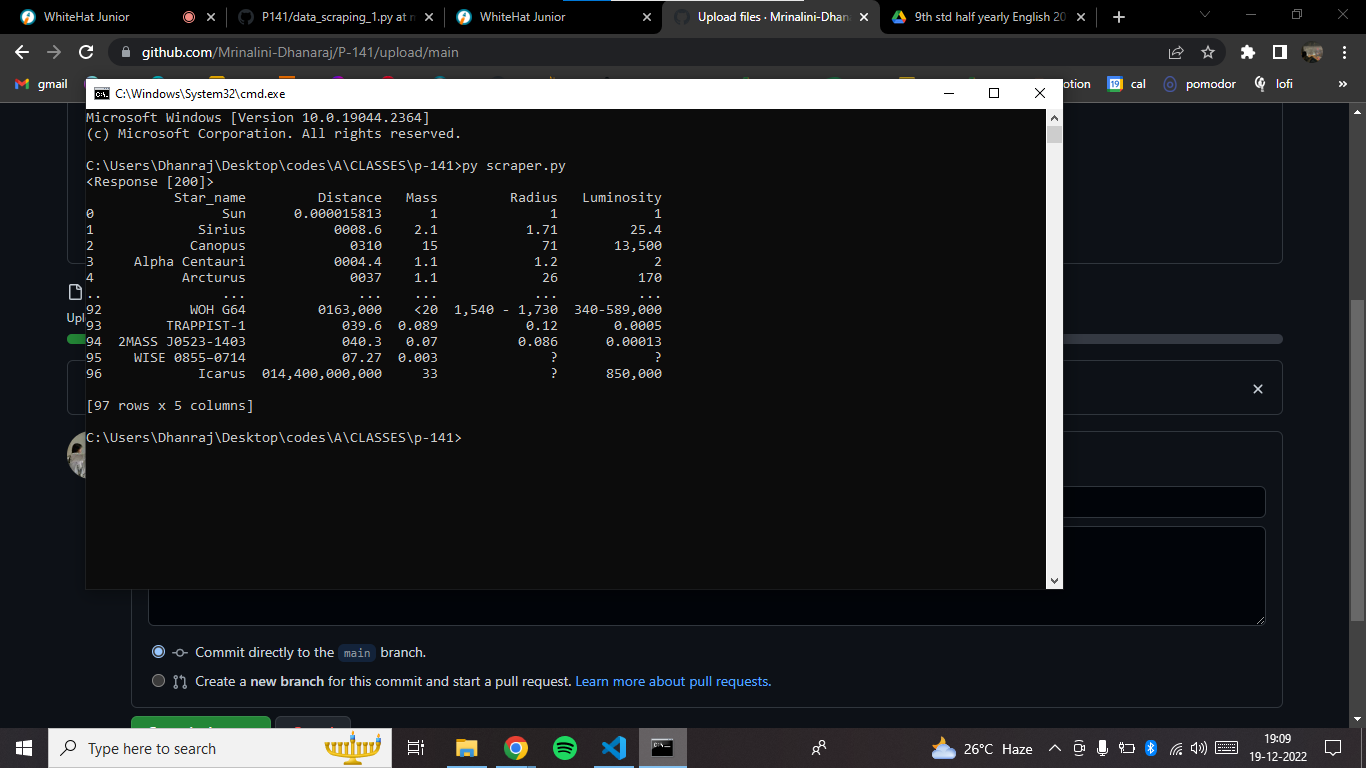 WhiteHat Junior
P141/data_scraping_1.py at m
WhiteHat Junior
Upload files · Mrinalini-Dhan
9th std half yearly English 20
github.com/Mrinalini-Dhanaraj/P-141/upload/main
gmail
otion
cal
pomodor
lofi
»
C:\Windows\System32\cmd.exe
Microsoft Windows [Version 10.0.19044.2364]
(c) Microsoft Corporation. All rights reserved.
C:\Users\Dhanraj\Desktop\codes\A\CLASSES\p-141>py scraper.py
<Response [200]>
Star_name Distance Mass Radius Luminosity
0 Sun 0.000015813 1 1 1
1 Sirius 0008.6 2.1 1.71 25.4
2 Canopus 0310 15 71 13,500
3 Alpha Centauri 0004.4 1.1 1.2 2
4 Arcturus 0037 1.1 26 170
.. ... ... ... ... ...
92 WOH G64 0163,000 <20 1,540 - 1,730 340-589,000
93 TRAPPIST-1 039.6 0.089 0.12 0.0005
94 2MASS J0523-1403 040.3 0.07 0.086 0.00013
95 WISE 0855−0714 07.27 0.003 ? ?
96 Icarus 014,400,000,000 33 ? 850,000
[97 rows x 5 columns]
C:\Users\Dhanraj\Desktop\codes\A\CLASSES\p-141>
Upl
Commit directly to the main branch.
Create a new branch for this commit and start a pull request. Learn more about pull requests.
Type here to search
26°C Haze
19:09
19-12-2022